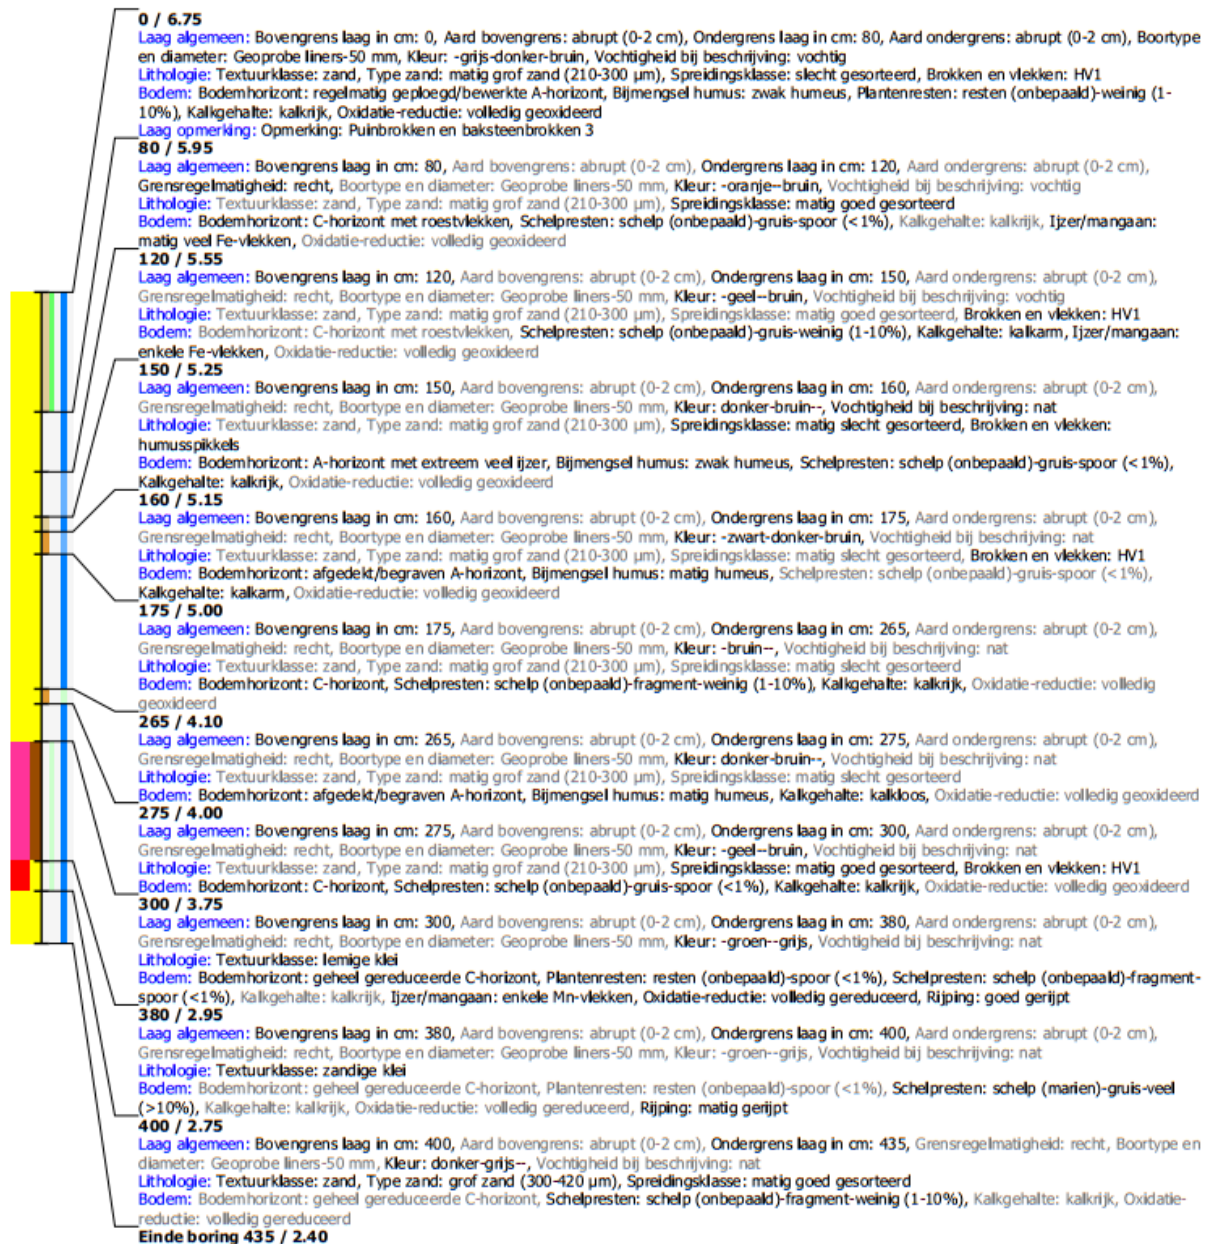 0 / 6.75
Laag algemeen: Bovengrens laag in cm: 0, Aard bovengrens: abrupt (0-2 cm), Ondergrens laag in cm: 80, Aard ondergrens: abrupt (0-2 cm), Boortype
en diameter: Geoprobe liners-50 mm, Kleur: -grijs-donker-bruin, Vochtigheid bij beschrijving: vochtig
Lithologie: Textuurklasse: zand, Type zand: matig grof zand (210-300 µm), Spreidingsklasse: slecht gesorteerd, Brokken en vlekken: HV1
Bodem: Bodemhorizont: regelmatig geploegd/bewerkte A-horizont, Bijmengsel humus: zwak humeus, Plantenresten: resten (onbepaald)-weinig (1-
10%), Kalkgehalte: kalkrijk, Oxidatie-reductie: volledig geoxideerd
Laag opmerking: Opmerking: Puinbrokken en baksteenbrokken 3
80 / 5.95
Laag algemeen: Bovengrens laag in cm: 80, Aard bovengrens: abrupt (0-2 cm), Ondergrens laag in cm: 120, Aard ondergrens: abrupt (0-2 cm),
Grensregelmatigheid: recht, Boortype en diameter: Geoprobe liners-50 mm, Kleur: -oranje--bruin, Vochtigheid bij beschrijving: vochtig
Lithologie: Textuurklasse: zand, Type zand: matig grof zand (210-300 µm), Spreidingsklasse: matig goed gesorteerd
Bodem: Bodemhorizont: C-horizont met roestvlekken, Schelpresten: schelp (onbepaald)-gruis-spoor (<1%), Kalkgehalte: kalkrijk, Ijzer/mangaan:
matig veel Fe-vlekken, Oxidatie-reductie: volledig geoxideerd
120 / 5.55
Laag algemeen: Bovengrens laag in cm: 120, Aard bovengrens: abrupt (0-2 cm), Ondergrens laag in cm: 150, Aard ondergrens: abrupt (0-2 cm),
Grensregelmatigheid: recht, Boortype en diameter: Geoprobe liners-50 mm, Kleur: -geel--bruin, Vochtigheid bij beschrijving: vochtig
Lithologie: Textuurklasse: zand, Type zand: matig grof zand (210-300 µm), Spreidingsklasse: matig goed gesorteerd, Brokken en vlekken: HV1
Bodem: Bodemhorizont: C-horizont met roestvlekken, Schelpresten: schelp (onbepaald)-gruis-weinig (1-10%), Kalkgehalte: kalkarm, Ijzer/mangaan:
enkele Fe-vlekken, Oxidatie-reductie: volledig geoxideerd
150 / 5.25
Laag algemeen: Bovengrens laag in cm: 150, Aard bovengrens: abrupt (0-2 cm), Ondergrens laag in cm: 160, Aard ondergrens: abrupt (0-2 cm),
Grensregelmatigheid: recht, Boortype en diameter: Geoprobe liners-50 mm, Kleur: donker-bruin--, Vochtigheid bij beschrijving: nat
Lithologie: Textuurklasse: zand, Type zand: matig grof zand (210-300 µm), Spreidingsklasse: matig slecht gesorteerd, Brokken en vlekken:
humusspikkels
Bodem: Bodemhorizont: A-horizont met extreem veel ijzer, Bijmengsel humus: zwak humeus, Schelpresten: schelp (onbepaald)-gruis-spoor (<1%),
Kalkgehalte: kalkrijk, Oxidatie-reductie: volledig geoxideerd
160 / 5.15
Laag algemeen: Bovengrens laag in cm: 160, Aard bovengrens: abrupt (0-2 cm), Ondergrens laag in cm: 175, Aard ondergrens: abrupt (0-2 cm),
Grensregelmatigheid: recht, Boortype en diameter: Geoprobe liners-50 mm, Kleur: -zwart-donker-bruin, Vochtigheid bij beschrijving: nat
Lithologie: Textuurklasse: zand, Type zand: matig grof zand (210-300 µm), Spreidingsklasse: matig slecht gesorteerd, Brokken en vlekken: HV1
Bodem: Bodemhorizont: afgedekt/begraven A-horizont, Bijmengsel humus: matig humeus, Schelpresten: schelp (onbepaald)-gruis-spoor (<1%),
Kalkgehalte: kalkarm, Oxidatie-reductie: volledig geoxideerd
175 / 5.00
Laag algemeen: Bovengrens laag in cm: 175, Aard bovengrens: abrupt (0-2 cm), Ondergrens laag in cm: 265, Aard ondergrens: abrupt (0-2 cm),
Grensregelmatigheid: recht, Boortype en diameter: Geoprobe liners-50 mm, Kleur: -bruin--, Vochtigheid bij beschrijving: nat
Lithologie: Textuurklasse: zand, Type zand: matig grof zand (210-300 µm), Spreidingsklasse: matig slecht gesorteerd
Bodem: Bodemhorizont: C-horizont, Schelpresten: schelp (onbepaald)-fragment-weinig (1-10%), Kalkgehalte: kalkrijk, Oxidatie-reductie: volledig
geoxideerd
265 / 4.10
Laag algemeen: Bovengrens laag in cm: 265, Aard bovengrens: abrupt (0-2 cm), Ondergrens laag in cm: 275, Aard ondergrens: abrupt (0-2 cm),
Grensregelmatigheid: recht, Boortype en diameter: Geoprobe liners-50 mm, Kleur: donker-bruin--, Vochtigheid bij beschrijving: nat
Lithologie: Textuurklasse: zand, Type zand: matig grof zand (210-300 µm), Spreidingsklasse: matig slecht gesorteerd
Bodem: Bodemhorizont: afgedekt/begraven A-horizont, Bijmengsel humus: matig humeus, Kalkgehalte: kalkloos, Oxidatie-reductie: volledig geoxideerd
275 / 4.00
Laag algemeen: Bovengrens laag in cm: 275, Aard bovengrens: abrupt (0-2 cm), Ondergrens laag in cm: 300, Aard ondergrens: abrupt (0-2 cm),
Grensregelmatigheid: recht, Boortype en diameter: Geoprobe liners-50 mm, Kleur: -geel--bruin, Vochtigheid bij beschrijving: nat
Lithologie: Textuurklasse: zand, Type zand: matig grof zand (210-300 µm), Spreidingsklasse: matig goed gesorteerd, Brokken en vlekken: HV1
Bodem: Bodemhorizont: C-horizont, Schelpresten: schelp (onbepaald)-gruis-spoor (<1%), Kalkgehalte: kalkrijk, Oxidatie-reductie: volledig geoxideerd
300 / 3.75
Laag algemeen: Bovengrens laag in cm: 300, Aard bovengrens: abrupt (0-2 cm), Ondergrens laag in cm: 380, Aard ondergrens: abrupt (0-2 cm),
Grensregelmatigheid: recht, Boortype en diameter: Geoprobe liners-50 mm, Kleur: -groen--grijs, Vochtigheid bij beschrijving: nat
Lithologie: Textuurklasse: lemige klei
Bodem: Bodemhorizont: geheel gereduceerde C-horizont, Plantenresten: resten (onbepaald)-spoor (<1%), Schelpresten: schelp (onbepaald)-fragment-
spoor (<1%), Kalkgehalte: kalkrijk, Ijzer/mangaan: enkele Mn-vlekken, Oxidatie-reductie: volledig gereduceerd, Rijping: goed gerijpt
380 / 2.95
Laag algemeen: Bovengrens laag in cm: 380, Aard bovengrens: abrupt (0-2 cm), Ondergrens laag in cm: 400, Aard ondergrens: abrupt (0-2 cm),
Grensregelmatigheid: recht, Boortype en diameter: Geoprobe liners-50 mm, Kleur: -groen--grijs, Vochtigheid bij beschrijving: nat
Lithologie: Textuurklasse: zandige klei
Bodem: Bodemhorizont: geheel gereduceerde C-horizont, Plantenresten: resten (onbepaald)-spoor (<1%), Schelpresten: schelp (marien)-gruis-veel
(>10%), Kalkgehalte: kalkrijk, Oxidatie-reductie: volledig gereduceerd, Rijping: matig gerijpt
400 / 2.75
Laag algemeen: Bovengrens laag in cm: 400, Aard bovengrens: abrupt (0-2 cm), Ondergrens laag in cm: 435, Grensregelmatigheid: recht, Boortype en
diameter: Geoprobe liners-50 mm, Kleur: donker-grijs--, Vochtigheid bij beschrijving: nat
Lithologie: Textuurklasse: zand, Type zand: grof zand (300-420 µm), Spreidingsklasse: matig goed gesorteerd
Bodem: Bodemhorizont: geheel gereduceerde C-horizont, Schelpresten: schelp (onbepaald)-fragment-weinig (1-10%), Kalkgehalte: kalkrijk, Oxidatie-
reductie: volledig gereduceerd
Einde boring 435 / 2.40